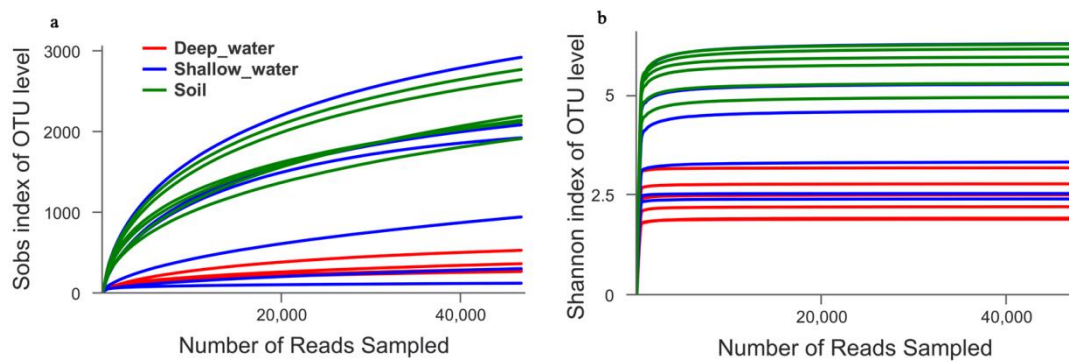 a
Sobs index of OTU level
3000
2000
1000
0
Deep_water
Shallow_water
Soil
20,000
40,000
Number of Reads Sampled
b
Shannon index of OTU level
5
2.5
0
20,000
40,000
Number of Reads Sampled